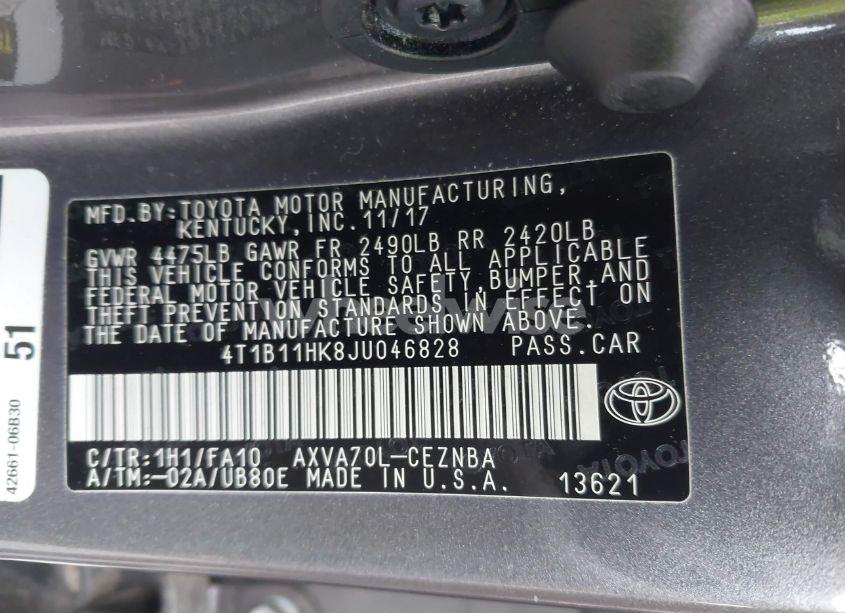 MFD.BY:TOYOTA MOTOR MANUFACTURING,
KENTUCKY,INC.11/17
GVWR 4475LB GAWR FR 2490LB RR 2420LB
THIS VEHICLE CONFORMS TO ALL APPLICABLE
FEDERAL MOTOR VEHICLE SAFETY,BUMPER,AND
THEFT PREVENTION STANDARDS IN EFFECT ON
THE DATE OF MANUFACTURE SHOWN ABOVE.
4T1B11HK8JU046828 PASS.CAR
C/TR:1H1/FA10 AXVA70L-CEZNBA
A/TM:-02A/UB80E MADE IN U.S.A. 13621
51
42661-06B30